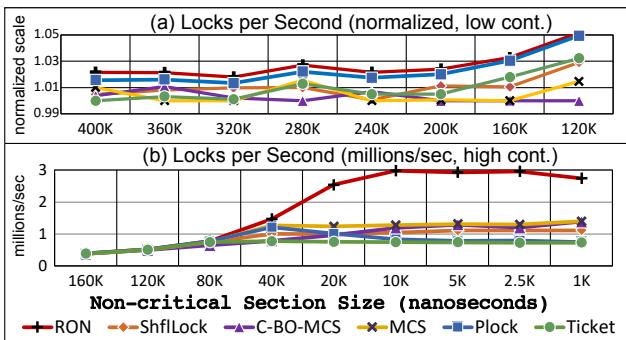 (a) Locks per Second (normalized, low cont.)
normalized scale
1.05
1.03
1.01
0.99
400K 360K 320K 280K 240K 200K 160K 120K
(b) Locks per Second (millions/sec, high cont.)
millions/sec
3
2
1
0
160K 120K 80K 40K 20K 10K 5K 2.5K 1K
Non-critical Section Size (nanoseconds)
RON ShflLock C-BO-MCS MCS Plock Ticket